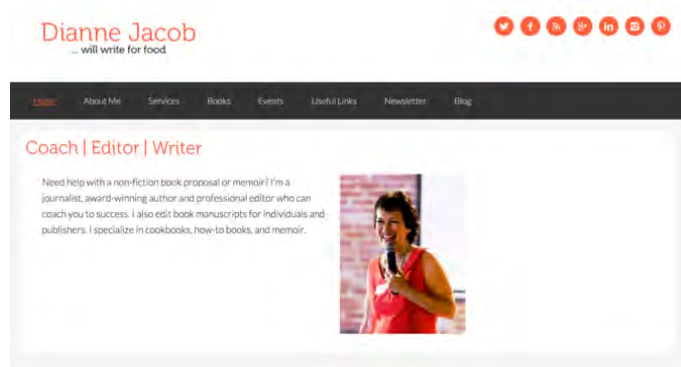 Dianne Jacob
... will write for food
Home About Me Services Books Events Useful Links Newsletter Blog
Coach | Editor | Writer
Need help with a non-fiction book proposal or memoir? I'm a
journalist, award-winning author and professional editor who can
coach you to success. I also edit book manuscripts for individuals and
publishers. I specialize in cookbooks, how-to books, and memoir.